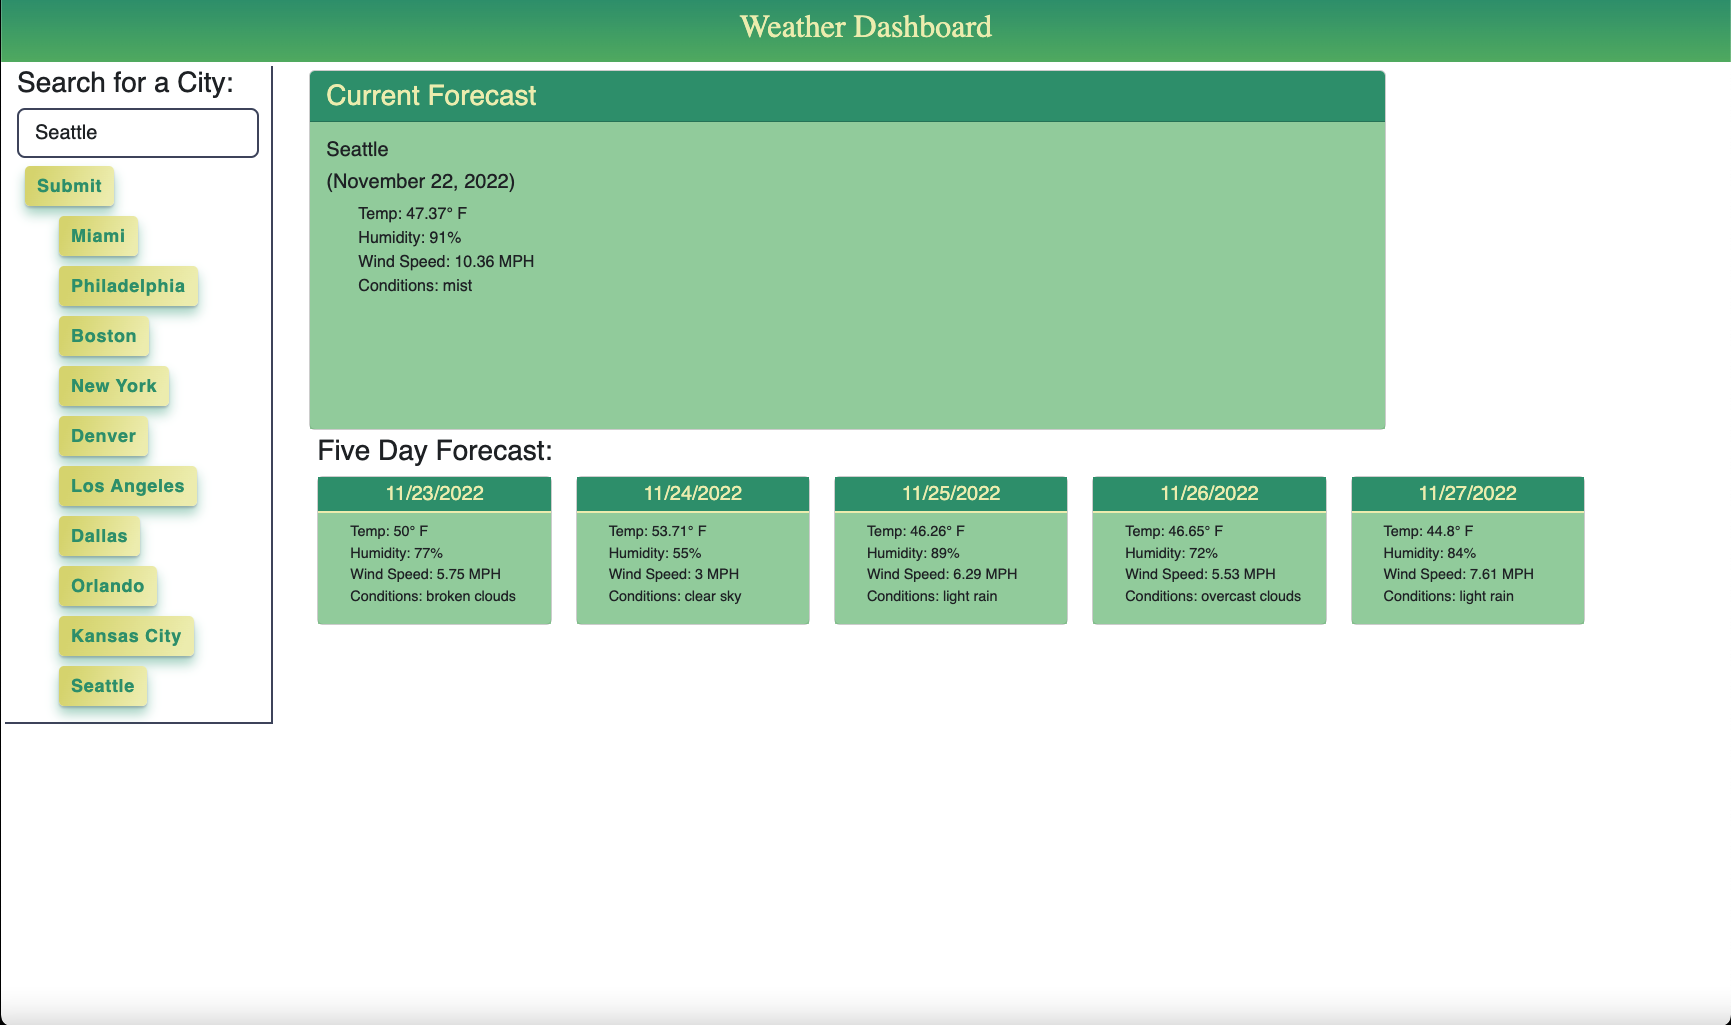 Weather Dashboard
Search for a City:
Seattle
Submit
Miami
Philadelphia
Boston
New York
Denver
Los Angeles
Dallas
Orlando
Kansas City
Seattle
Current Forecast
Seattle
(November 22, 2022)
Temp: 47.37° F
Humidity: 91%
Wind Speed: 10.36 MPH
Conditions: mist
Five Day Forecast:
11/23/2022
Temp: 50° F
Humidity: 77%
Wind Speed: 5.75 MPH
Conditions: broken clouds
11/24/2022
Temp: 53.71° F
Humidity: 55%
Wind Speed: 3 MPH
Conditions: clear sky
11/25/2022
Temp: 46.26° F
Humidity: 89%
Wind Speed: 6.29 MPH
Conditions: light rain
11/26/2022
Temp: 46.65° F
Humidity: 72%
Wind Speed: 5.53 MPH
Conditions: overcast clouds
11/27/2022
Temp: 44.8° F
Humidity: 84%
Wind Speed: 7.61 MPH
Conditions: light rain